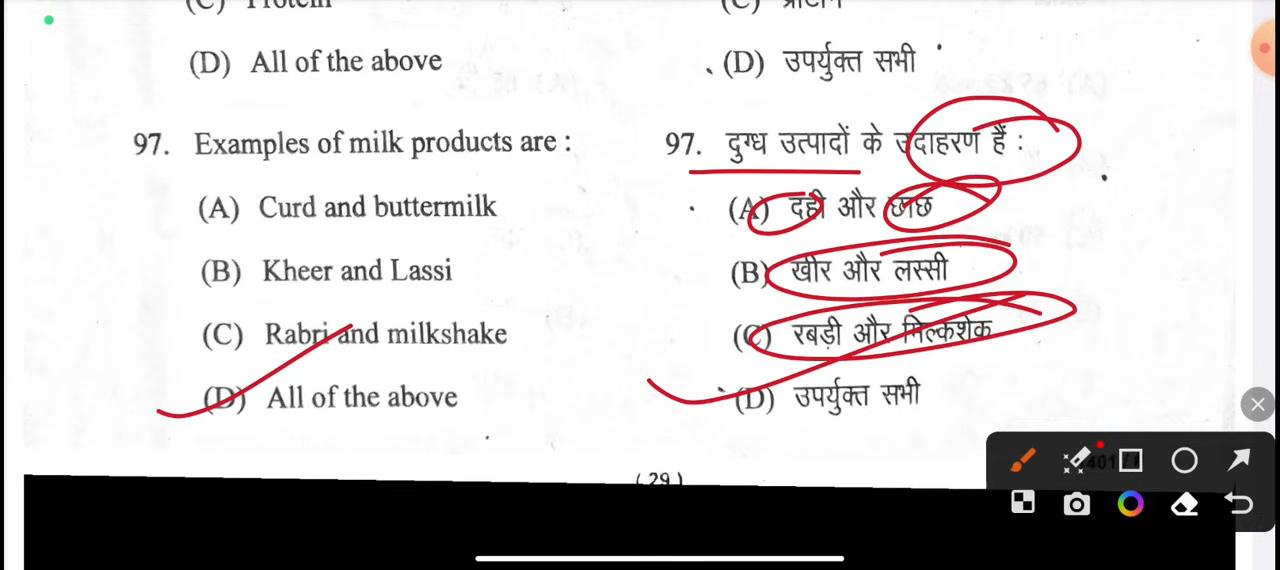 (C) Protein
(C) प्रोटीन
(D) All of the above
(D) उपर्युक्त सभी
97. Examples of milk products are :
(A) Curd and buttermilk
(B) Kheer and Lassi
(C) Rabri and milkshake
(D) All of the above
97. दुग्ध उत्पादों के उदाहरण हैं :
(A) दही और छाछ
(B) खीर और लस्सी
(C) रबड़ी और मिल्कशेक
(D) उपर्युक्त सभी
(29)